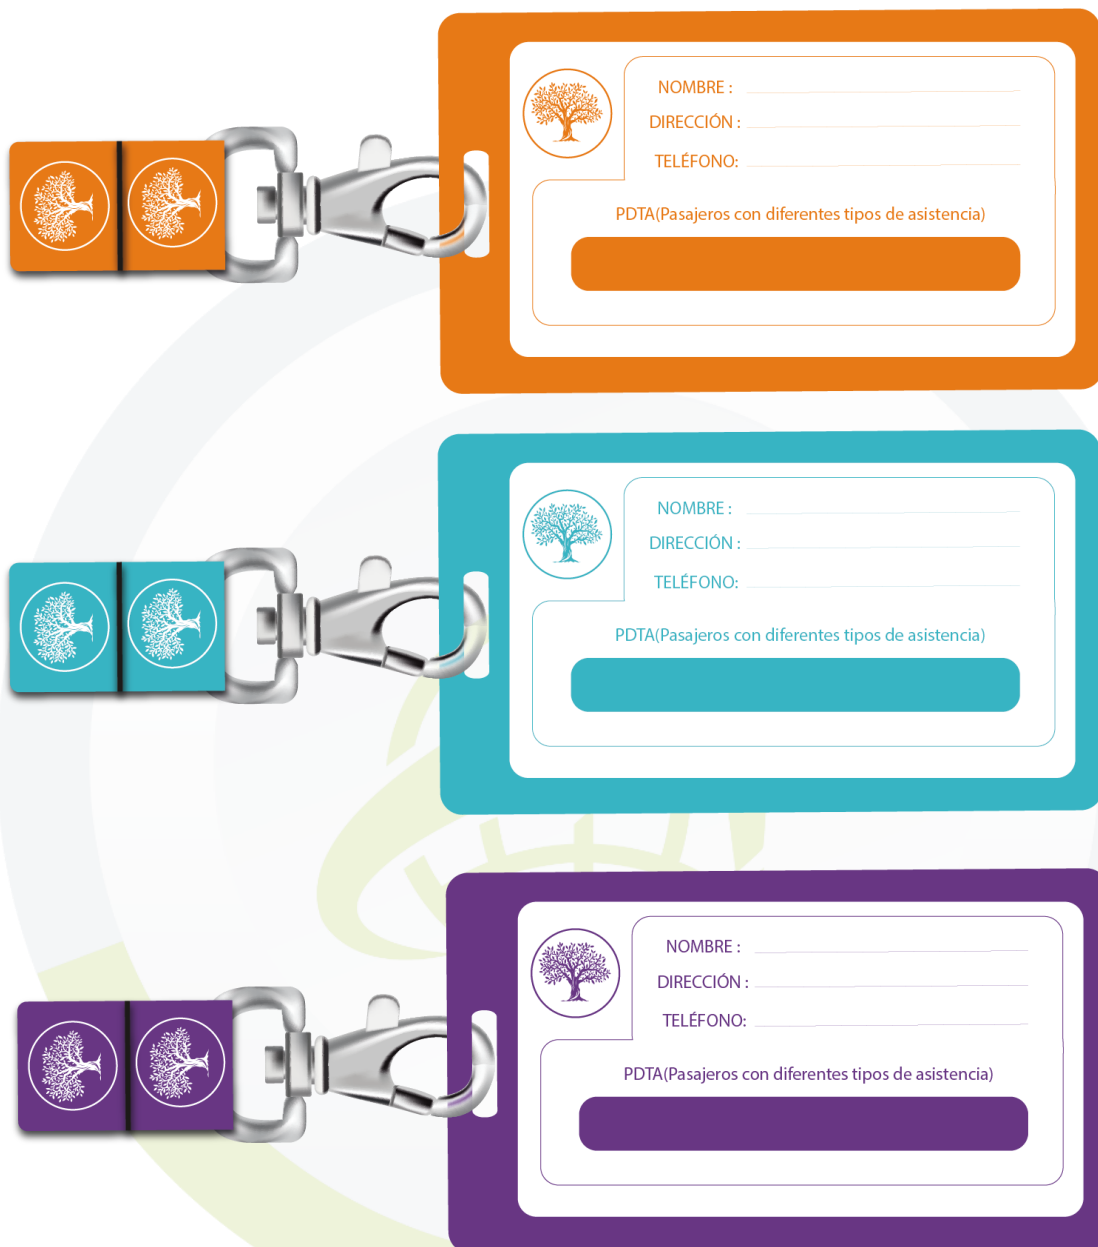 NOMBRE :
DIRECCIÓN :
TELÉFONO:
PDTA(Pasajeros con diferentes tipos de asistencia)
NOMBRE :
DIRECCIÓN :
TELÉFONO:
PDTA(Pasajeros con diferentes tipos de asistencia)
NOMBRE :
DIRECCIÓN :
TELÉFONO:
PDTA(Pasajeros con diferentes tipos de asistencia)